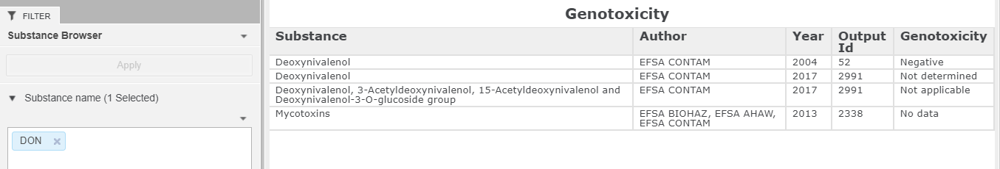 FILTER
Substance Browser
Apply
Substance name (1 Selected)
DON
Genotoxicity
Substance Author Year Output Id Genotoxicity
Deoxynivalenol EFSA CONTAM 2004 52 Negative
Deoxynivalenol EFSA CONTAM 2017 2991 Not determined
Deoxynivalenol, 3-Acetyldeoxynivalenol, 15-Acetyldeoxynivalenol and EFSA CONTAM 2017 2991 Not applicable
Deoxynivalenol-3-O-glucoside group
Mycotoxins EFSA BIOHAZ, EFSA AHAW, 2013 2338 No data
EFSA CONTAM